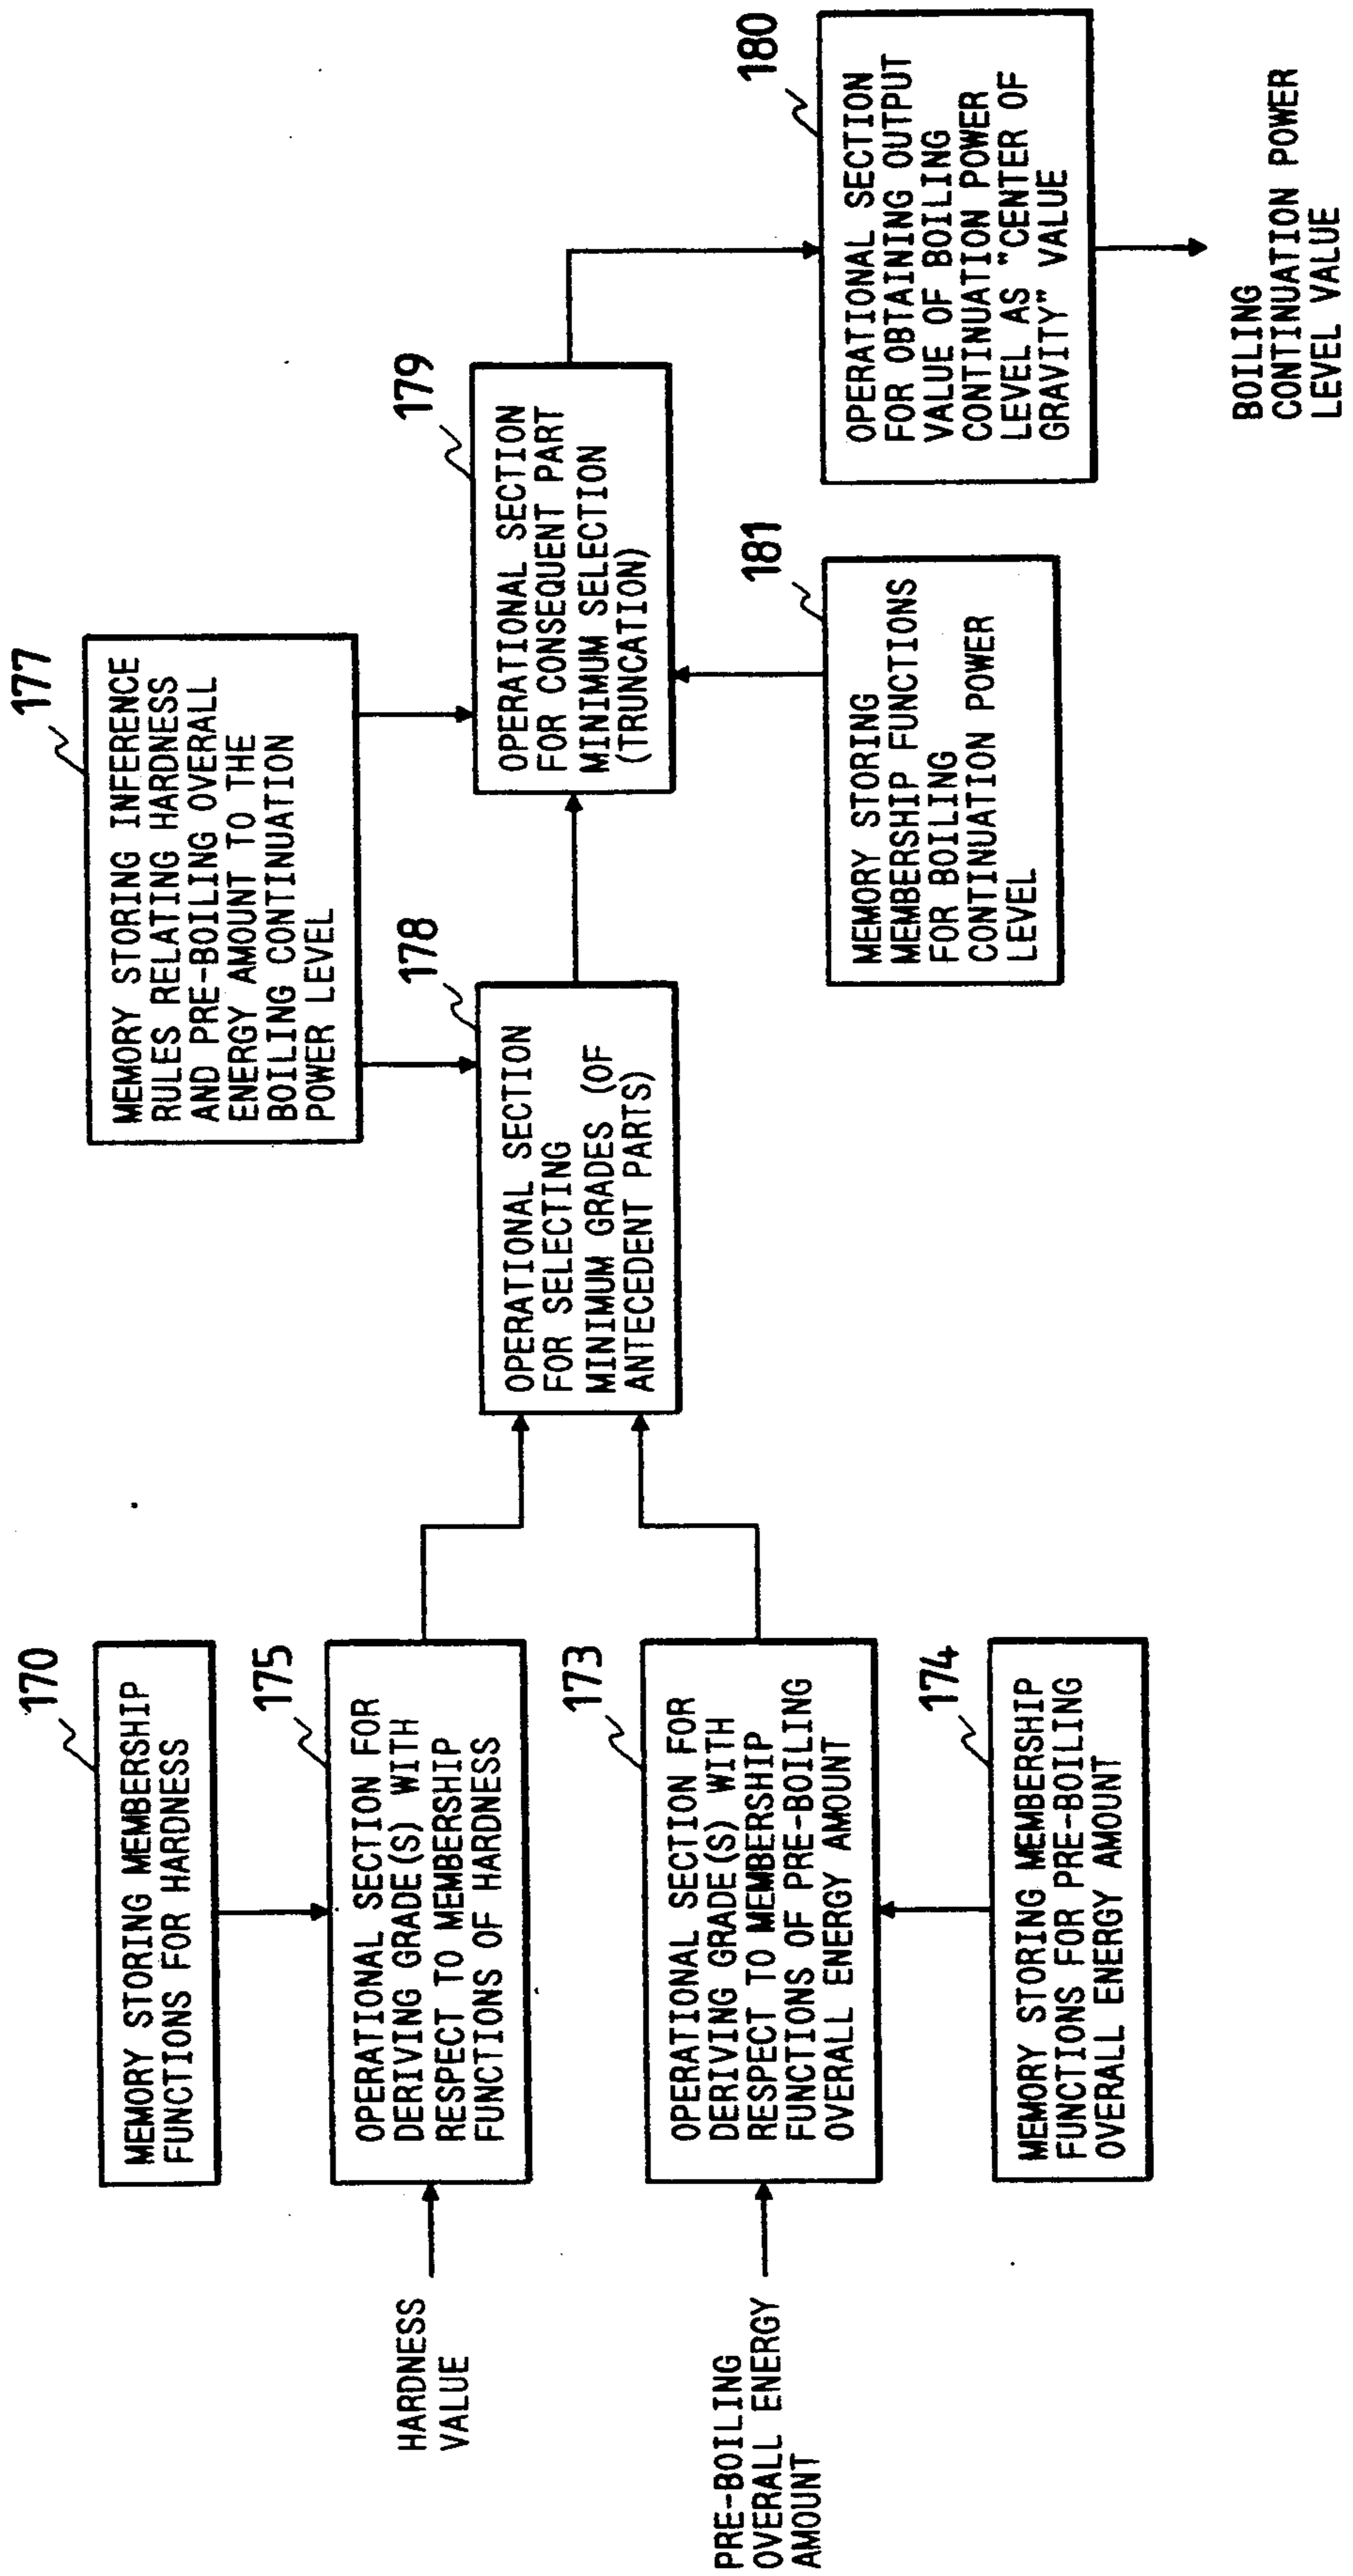 170
MEMORY STORING MEMBERSHIP
FUNCTIONS FOR HARDNESS
175
OPERATIONAL SECTION FOR
DERIVING GRADE(S) WITH
RESPECT TO MEMBERSHIP
FUNCTIONS OF HARDNESS
HARDNESS
VALUE
173
OPERATIONAL SECTION FOR
DERIVING GRADE(S) WITH
RESPECT TO MEMBERSHIP
FUNCTIONS OF PRE-BOILING
OVERALL ENERGY AMOUNT
PRE-BOILING
OVERALL ENERGY
AMOUNT
174
MEMORY STORING MEMBERSHIP
FUNCTIONS FOR PRE-BOILING
OVERALL ENERGY AMOUNT
177
MEMORY STORING INFERENCE
RULES RELATING HARDNESS
AND PRE-BOILING OVERALL
ENERGY AMOUNT TO THE
BOILING CONTINUATION
POWER LEVEL
178
OPERATIONAL SECTION
FOR SELECTING
MINIMUM GRADES (OF
ANTECEDENT PARTS)
179
OPERATIONAL SECTION
FOR CONSEQUENT PART
MINIMUM SELECTION
(TRUNCATION)
181
MEMORY STORING
MEMBERSHIP FUNCTIONS
FOR BOILING
CONTINUATION POWER
LEVEL
180
OPERATIONAL SECTION
FOR OBTAINING OUTPUT
VALUE OF BOILING
CONTINUATION POWER
LEVEL AS "CENTER OF
GRAVITY" VALUE
BOILING
CONTINUATION POWER
LEVEL VALUE